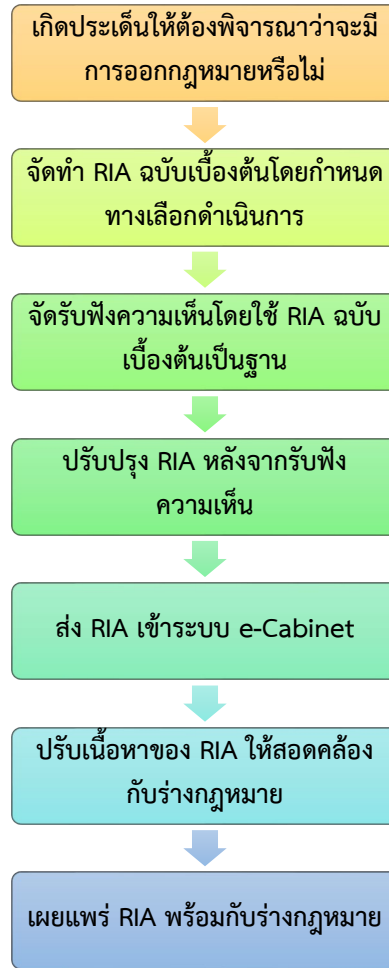 เกิดประเด็นให้ต้องพิจารณาว่าจะมี
การออกกฎหมายหรือไม่
จัดทำ RIA ฉบับเบื้องต้นโดยกำหนด
ทางเลือกดำเนินการ
จัดรับฟังความเห็นโดยใช้ RIA ฉบับ
เบื้องต้นเป็นฐาน
ปรับปรุง RIA หลังจากรับฟัง
ความเห็น
ส่ง RIA เข้าระบบ e-Cabinet
ปรับเนื้อหาของ RIA ให้สอดคล้อง
กับร่างกฎหมาย
เผยแพร่ RIA พร้อมกับร่างกฎหมาย